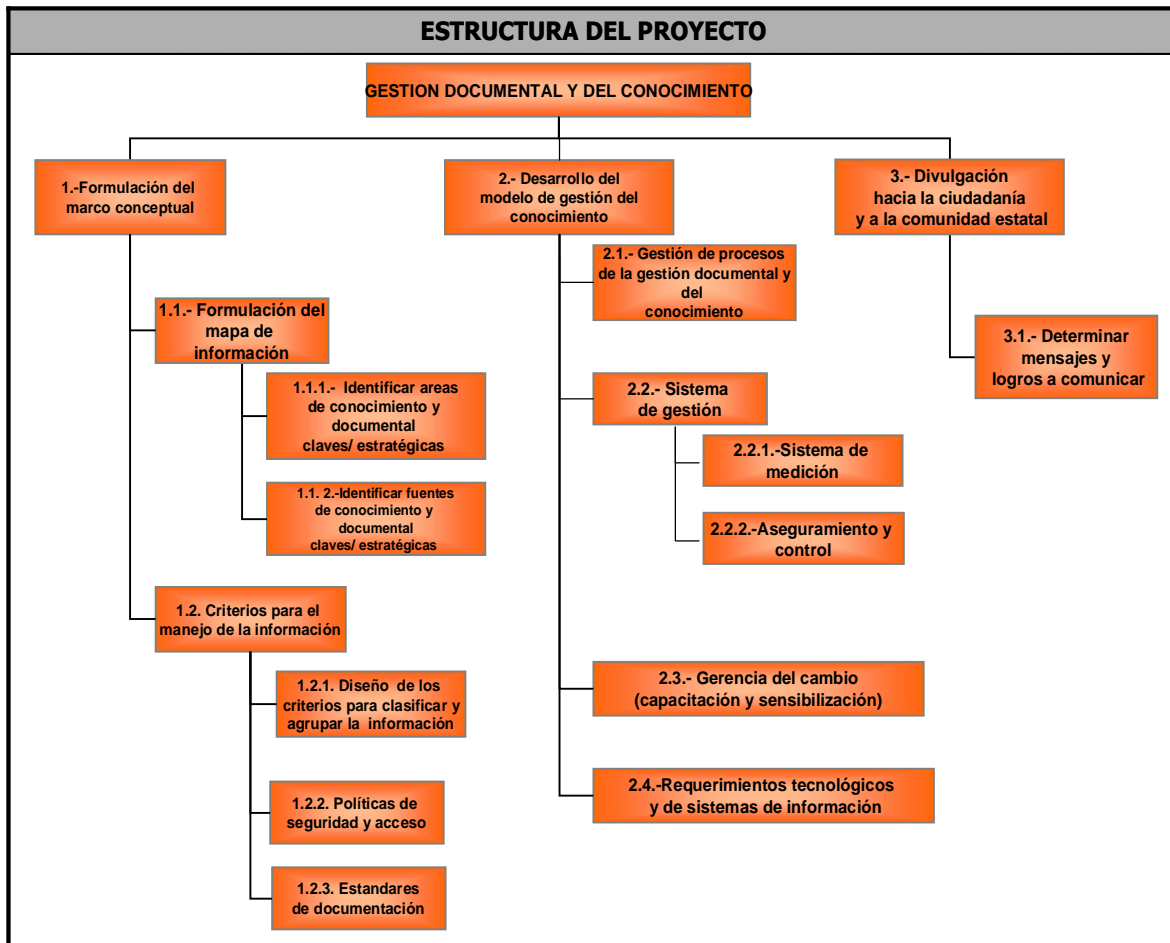 ESTRUCTURA DEL PROYECTO
GESTION DOCUMENTAL Y DEL CONOCIMIENTO
1.-Formulación del
marco conceptual
1.1.- Formulación del
mapa de
información
1.1.1.- Identificar areas
de conocimiento y
documental
claves/ estratégicas
1.1. 2.-Identificar fuentes
de conocimiento y
documental
claves/ estratégicas
1.2. Criterios para el
manejo de la información
1.2.1. Diseño de los
criterios para clasificar y
agrupar la información
1.2.2. Políticas de
seguridad y acceso
1.2.3. Estandares
de documentación
2.- Desarrollo del
modelo de gestión del
conocimiento
2.1.- Gestión de procesos
de la gestión documental y
del
conocimiento
2.2.- Sistema
de gestión
2.2.1.-Sistema de
medición
2.2.2.-Aseguramiento y
control
2.3.- Gerencia del cambio
(capacitación y sensibilización)
2.4.-Requerimientos tecnológicos
y de sistemas de información
3.- Divulgación
hacia la ciudadanía
y a la comunidad estatal
3.1.- Determinar
mensajes y
logros a comunicar